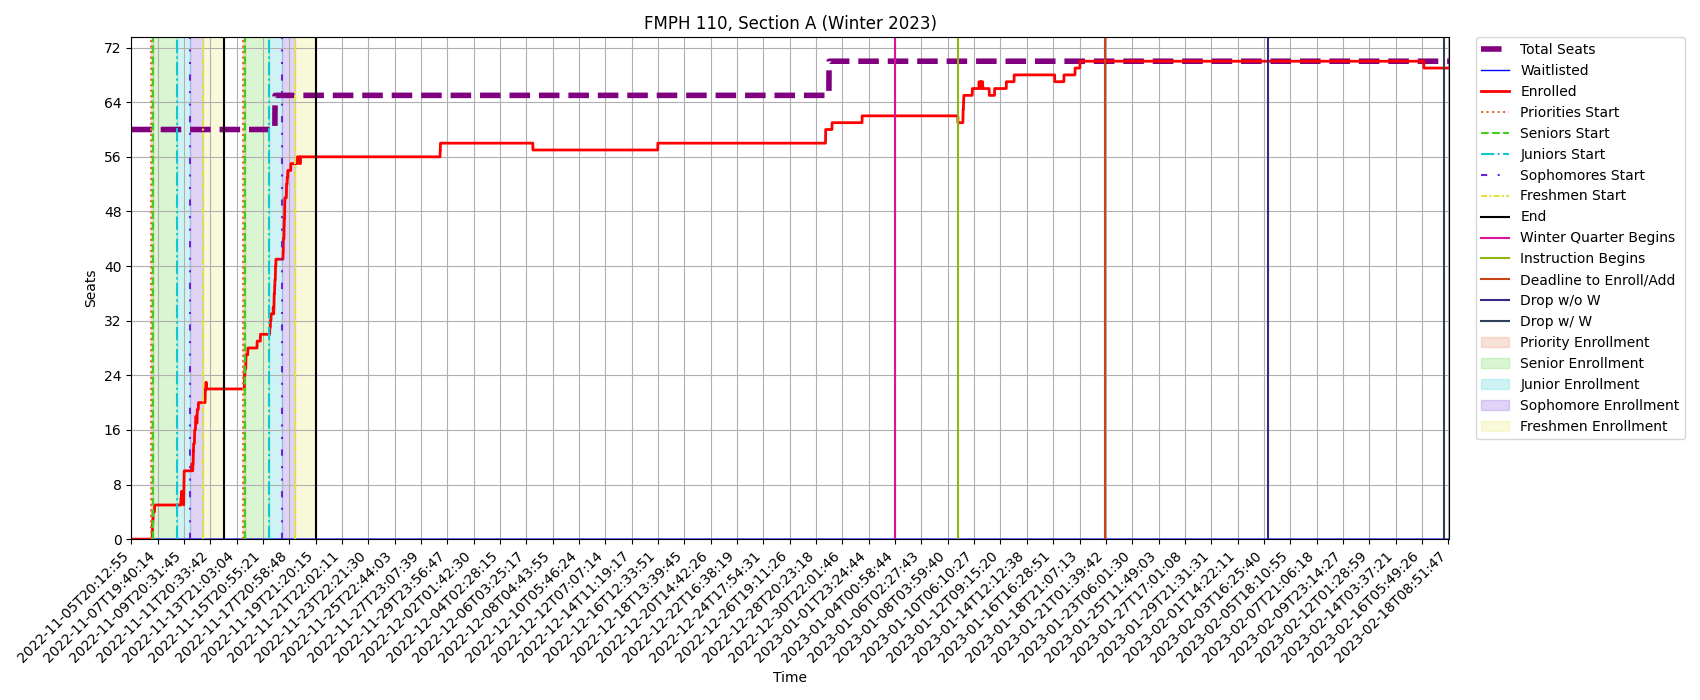 FMPH 110, Section A (Winter 2023)
Seats
72
64
56
48
40
32
24
16
8
0
2022-11-05T20:12:55
2022-11-07T19:40:14
2022-11-09T20:31:45
2022-11-11T20:33:42
2022-11-13T21:03:04
2022-11-15T20:55:21
2022-11-17T20:58:48
2022-11-19T21:20:15
2022-11-21T22:02:11
2022-11-23T22:21:30
2022-11-25T22:44:03
2022-11-27T23:07:39
2022-11-29T23:56:47
2022-12-02T01:42:30
2022-12-04T02:28:15
2022-12-06T03:25:17
2022-12-08T04:43:55
2022-12-10T05:46:24
2022-12-12T07:07:14
2022-12-14T11:19:17
2022-12-16T12:33:51
2022-12-18T13:39:45
2022-12-20T14:42:26
2022-12-22T16:38:19
2022-12-24T17:54:31
2022-12-26T19:11:26
2022-12-28T20:23:18
2022-12-30T22:01:46
2023-01-01T23:24:44
2023-01-04T00:58:44
2023-01-06T02:27:43
2023-01-08T03:59:40
2023-01-10T06:10:27
2023-01-12T09:15:20
2023-01-14T12:12:38
2023-01-16T16:28:51
2023-01-18T21:07:13
2023-01-21T01:39:42
2023-01-23T06:01:30
2023-01-25T11:49:03
2023-01-27T17:01:08
2023-01-29T21:31:31
2023-02-01T14:22:11
2023-02-03T16:25:40
2023-02-05T18:10:55
2023-02-07T21:06:18
2023-02-09T23:14:27
2023-02-12T01:28:59
2023-02-14T03:37:21
2023-02-16T05:49:26
2023-02-18T08:51:47
Time
Total Seats
Waitlisted
Enrolled
Priorities Start
Seniors Start
Juniors Start
Sophomores Start
Freshmen Start
End
Winter Quarter Begins
Instruction Begins
Deadline to Enroll/Add
Drop w/o W
Drop w/ W
Priority Enrollment
Senior Enrollment
Junior Enrollment
Sophomore Enrollment
Freshmen Enrollment